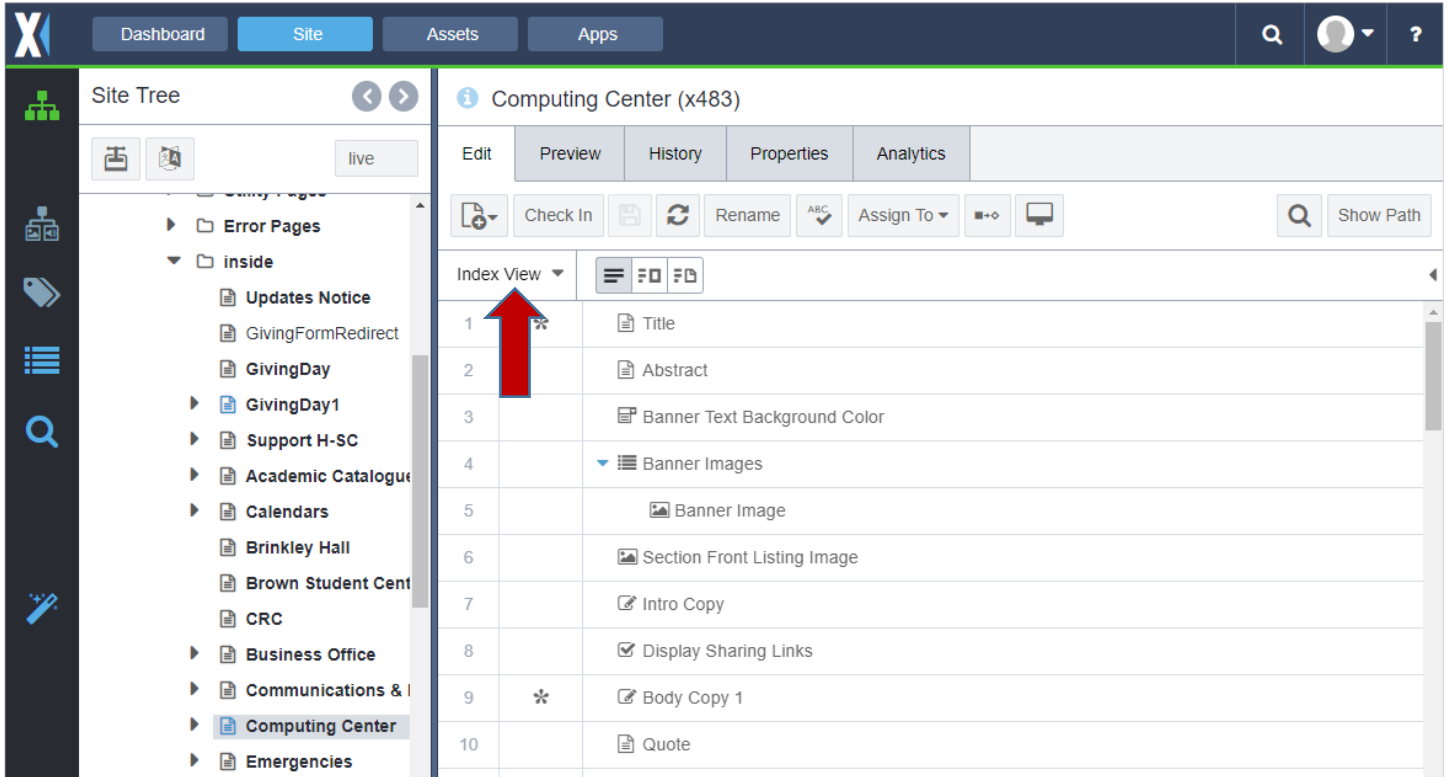 Dashboard Site Assets Apps ?
Site Tree
live
Utility Pages
Error Pages
inside
Updates Notice
GivingFormRedirect
GivingDay
GivingDay1
Support H-SC
Academic Catalogue
Calendars
Brinkley Hall
Brown Student Cent
CRC
Business Office
Communications &
Computing Center
Emergencies
Computing Center (x483)
Edit Preview History Properties Analytics
Check In Rename ABC Assign To Show Path
Index View
1 * Title
2 Abstract
3 Banner Text Background Color
4 Banner Images
5 Banner Image
6 Section Front Listing Image
7 Intro Copy
8 Display Sharing Links
9 * Body Copy 1
10 Quote